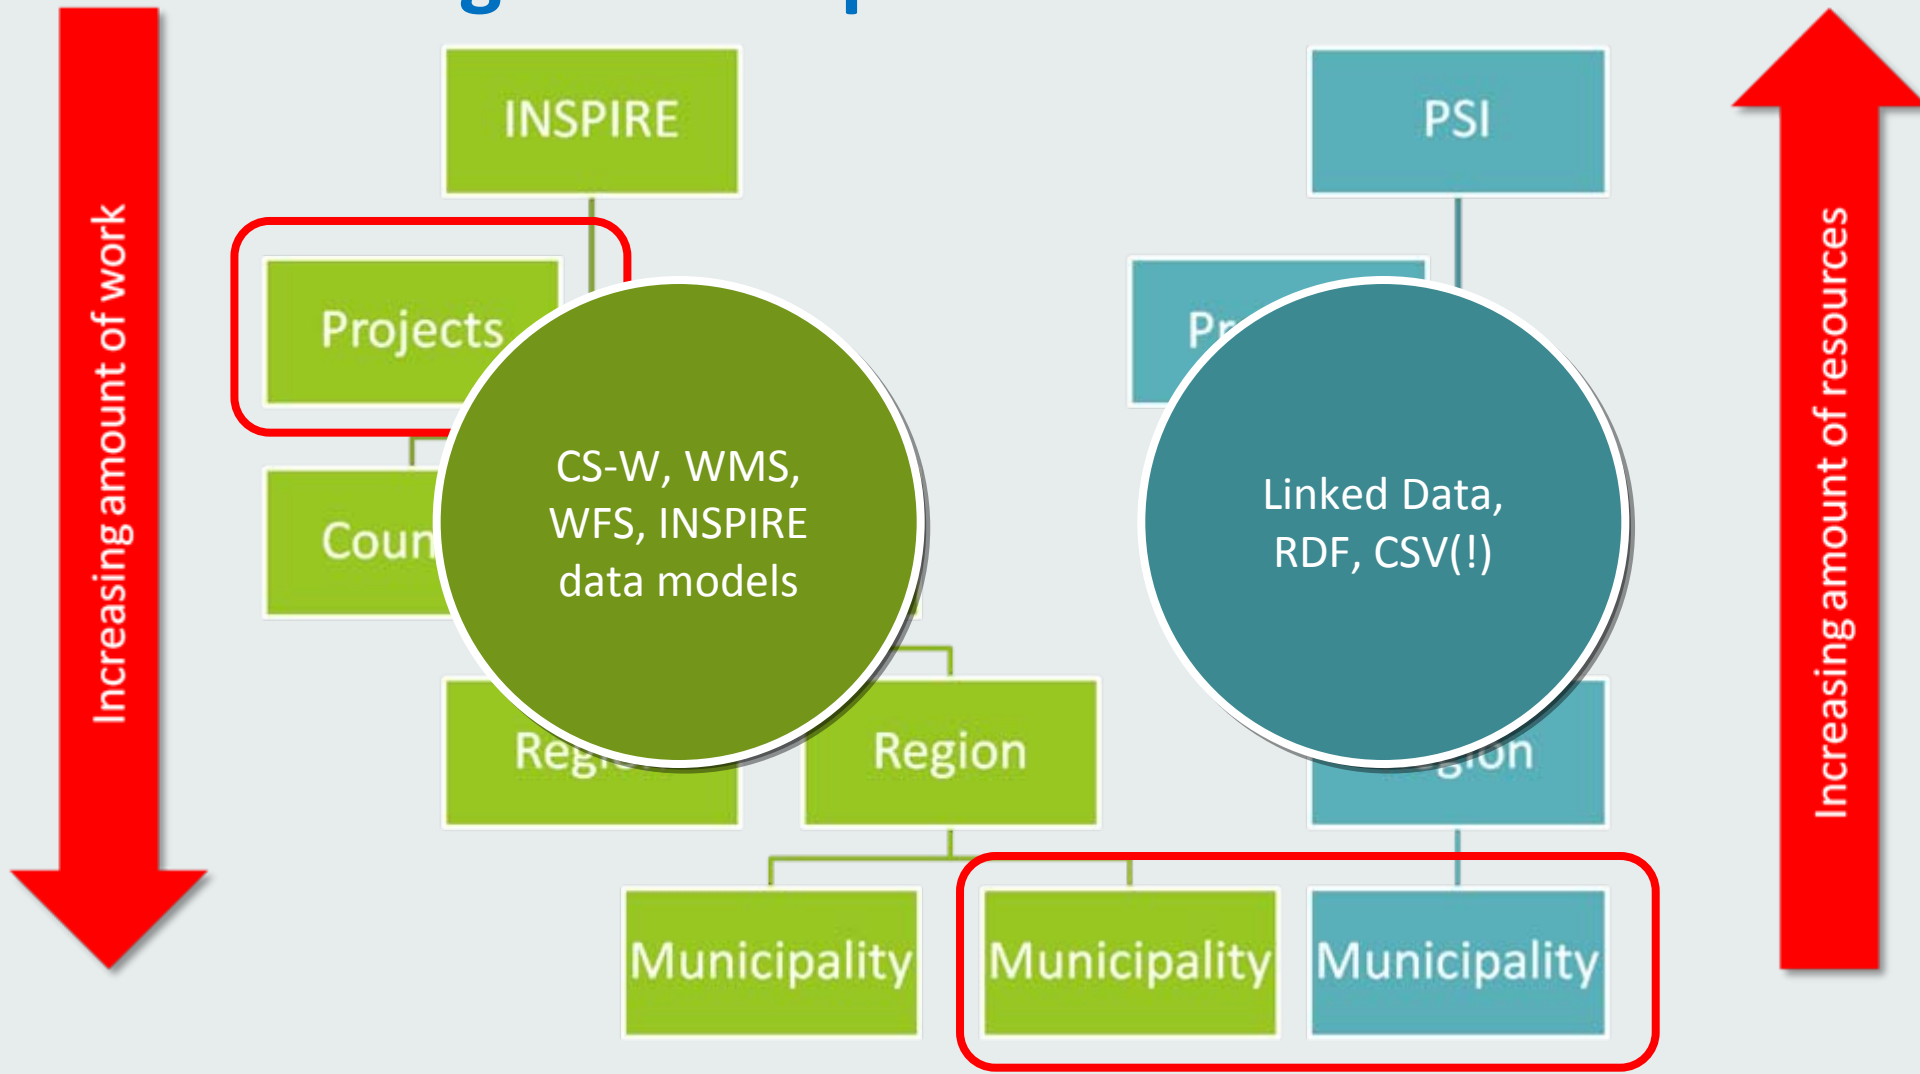 INSPIRE
PSI
Increasing amount of work
Increasing amount of resources
Projects
CS-W, WMS,
WFS, INSPIRE
data models
Linked Data,
RDF, CSV(!)
Region
Municipality
Municipality
Municipality